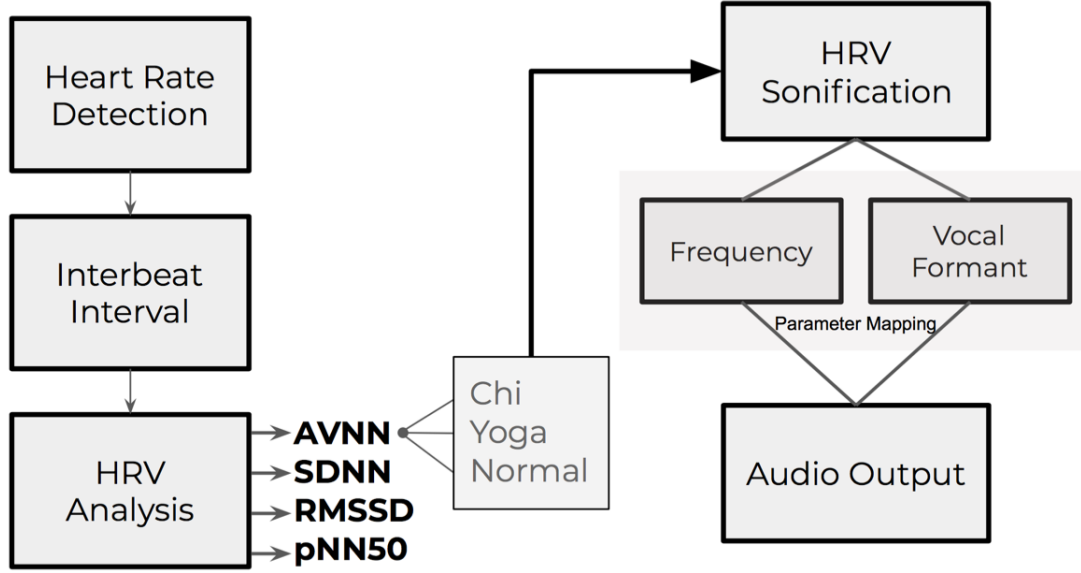 Heart Rate
Detection
Interbeat
Interval
HRV
Analysis
AVNN
SDNN
RMSSD
pNN50
Chi
Yoga
Normal
HRV
Sonification
Frequency
Vocal
Formant
Parameter Mapping
Audio Output